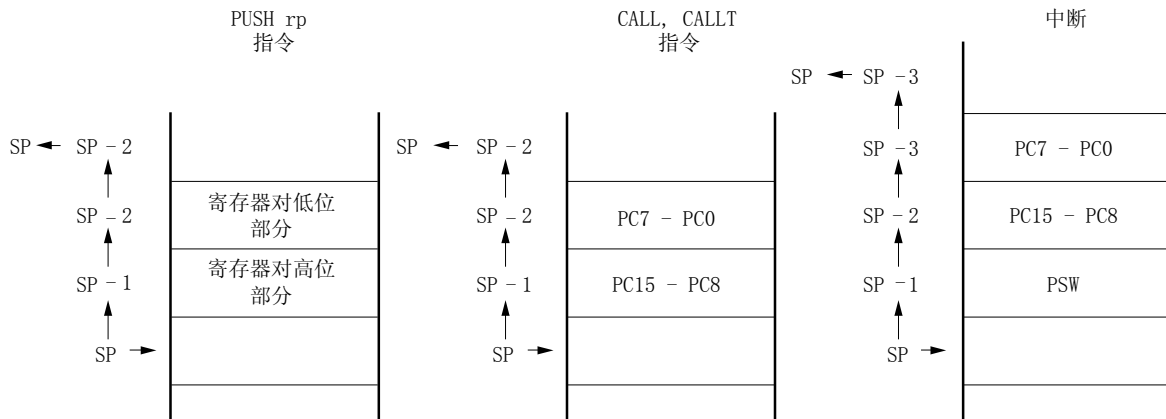 PUSH rp
指令
SP
SP - 2
SP - 2
SP - 1
SP
寄存器对低位
部分
寄存器对高位
部分
CALL, CALLT
指令
SP
SP - 2
SP - 2
SP - 1
SP
PC7 - PC0
PC15 - PC8
中断
SP
SP - 3
SP - 3
SP - 2
SP - 1
SP
PC7 - PC0
PC15 - PC8
PSW